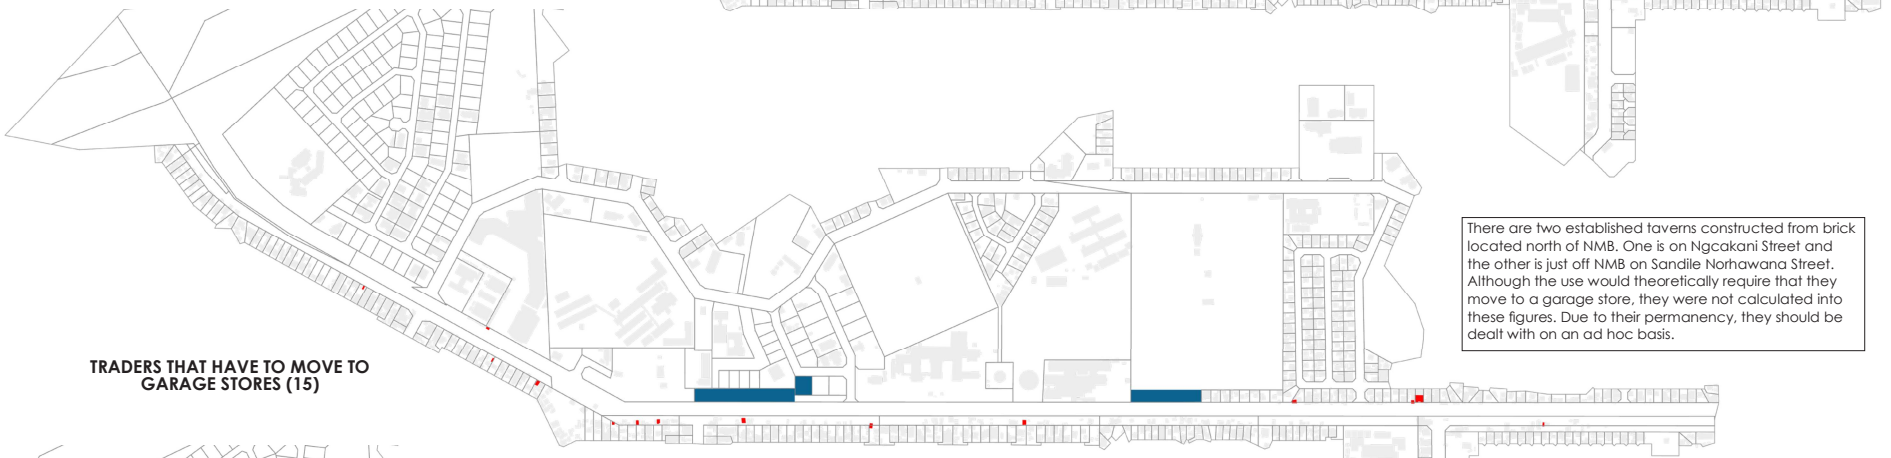 There are two established taverns constructed from brick
located north of NMB. One is on Ngcakani Street and
the other is just off NMB on Sandile Norhawana Street.
Although the use would theoretically require that they
move to a garage store, they were not calculated into
these figures. Due to their permanency, they should be
dealt with on an ad hoc basis.
TRADERS THAT HAVE TO MOVE TO
GARAGE STORES (15)